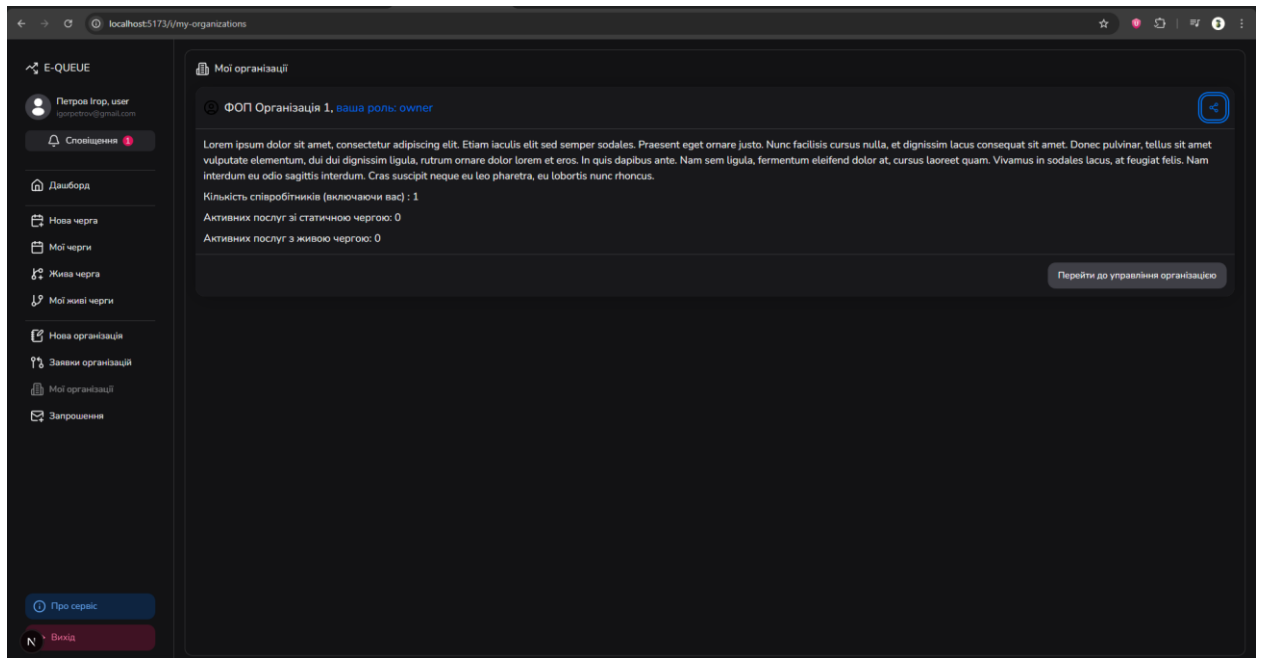 localhost:5173/i/my-organizations
E-QUEUE
Петров Ігор, user
igorpetrov@gmail.com
Сповіщення 1
Дашборд
Нова черга
Мої черги
Жива черга
Мої живі черги
Нова організація
Заявки організацій
Мої організації
Запрошення
Про сервіс
N
Вихід
Мої організації
ФОП Організація 1, ваша роль: owner
Lorem ipsum dolor sit amet, consectetur adipiscing elit. Etiam iaculis elit sed semper sodales. Praesent eget ornare justo. Nunc facilisis cursus nulla, et dignissim lacus consequat sit amet. Donec pulvinar, tellus sit amet
vulputate elementum, dui dui dignissim ligula, rutrum ornare dolor lorem et eros. In quis dapibus ante. Nam sem ligula, fermentum eleifend dolor at, cursus laoreet quam. Vivamus in sodales lacus, at feugiat felis. Nam
interdum eu odio sagittis interdum. Cras suscipit neque eu leo pharetra, eu lobortis nunc rhoncus.
Кількість співробітників (включаючи вас) : 1
Активних послуг зі статичною чергою: 0
Активних послуг з живою чергою: 0
Перейти до управління організацією